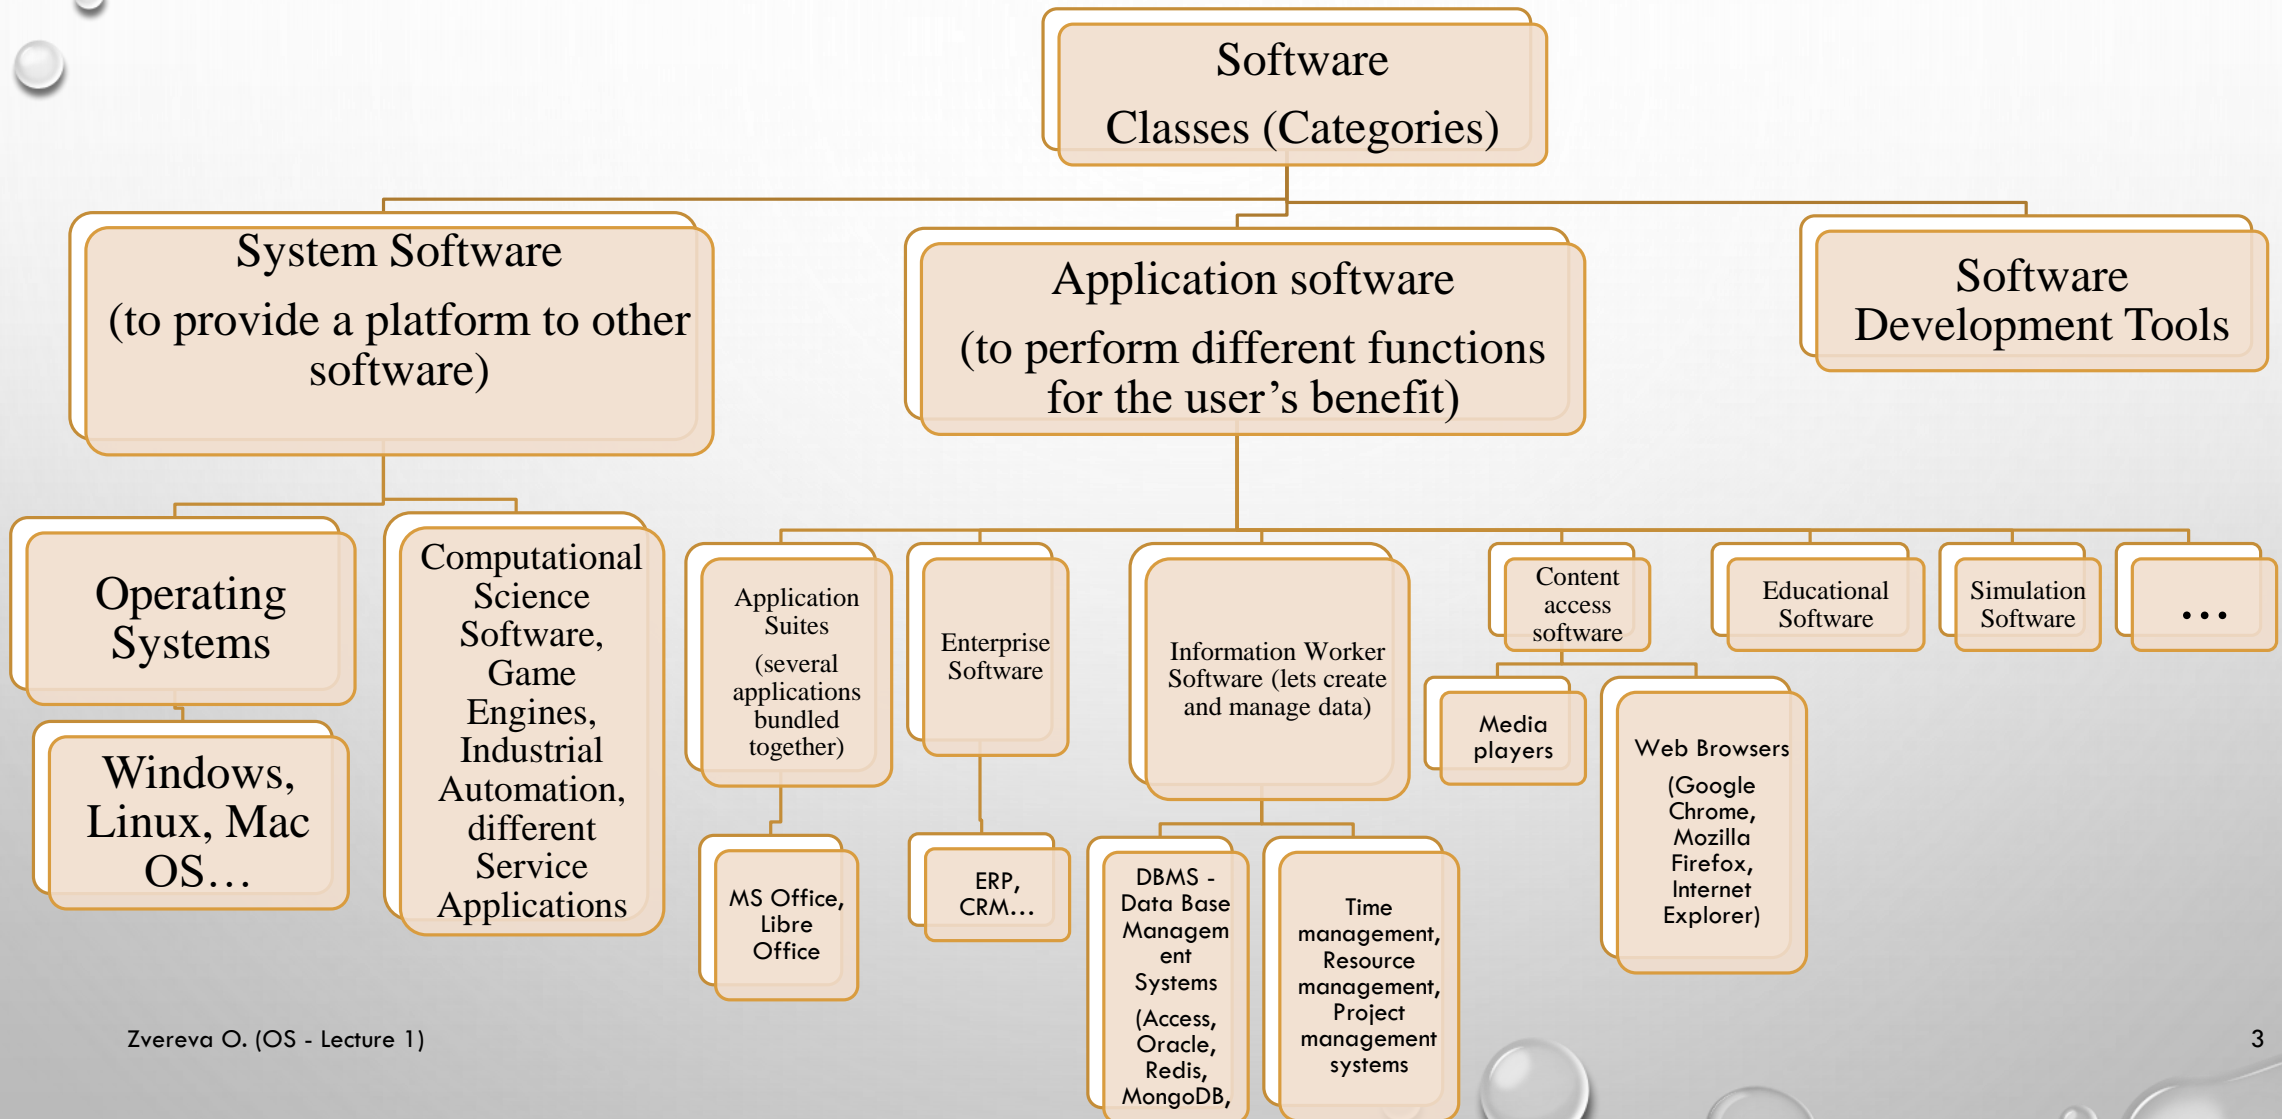 Software
Classes (Categories)
System Software
(to provide a platform to other
software)
Application software
(to perform different functions
for the user’s benefit)
Software
Development Tools
Operating
Systems
Windows,
Linux, Mac
OS…
Computational
Science
Software,
Game
Engines,
Industrial
Automation,
different
Service
Applications
Application
Suites
(several
applications
bundled
together)
MS Office,
Libre
Office
Enterprise
Software
ERP,
CRM…
Information Worker
Software (lets create
and manage data)
DBMS -
Data Base
Managem
ent
Systems
(Access,
Oracle,
Redis,
MongoDB,
Time
management,
Resource
management,
Project
management
systems
Content
access
software
Media
players
Web Browsers
(Google
Chrome,
Mozilla
Firefox,
Internet
Explorer)
Educational
Software
Simulation
Software
…
Zvereva O. (OS - Lecture 1)
3